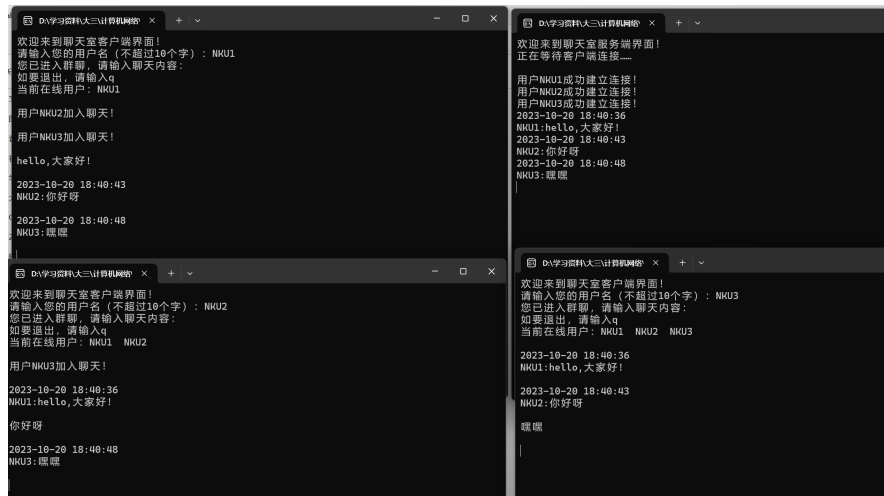 D:\学习资料\大三\计算机网络
欢迎来到聊天室客户端界面!
请输入您的用户名(不超过10个字): NKU1
您已进入群聊, 请输入聊天内容:
如要退出, 请输入q
当前在线用户: NKU1
用户NKU2加入聊天!
用户NKU3加入聊天!
hello,大家好!
2023-10-20 18:40:43
NKU2:你好呀
2023-10-20 18:40:48
NKU3:嘿嘿
D:\学习资料\大三\计算机网络
欢迎来到聊天室服务端界面!
正在等待客户端连接……
用户NKU1成功建立连接!
用户NKU2成功建立连接!
用户NKU3成功建立连接!
2023-10-20 18:40:36
NKU1:hello,大家好!
2023-10-20 18:40:43
NKU2:你好呀
2023-10-20 18:40:48
NKU3:嘿嘿
D:\学习资料\大三\计算机网络
欢迎来到聊天室客户端界面!
请输入您的用户名(不超过10个字): NKU2
您已进入群聊, 请输入聊天内容:
如要退出, 请输入q
当前在线用户: NKU1 NKU2
用户NKU3加入聊天!
2023-10-20 18:40:36
NKU1:hello,大家好!
你好呀
2023-10-20 18:40:48
NKU3:嘿嘿
D:\学习资料\大三\计算机网络
欢迎来到聊天室客户端界面!
请输入您的用户名(不超过10个字): NKU3
您已进入群聊, 请输入聊天内容:
如要退出, 请输入q
当前在线用户: NKU1 NKU2 NKU3
2023-10-20 18:40:36
NKU1:hello,大家好!
2023-10-20 18:40:43
NKU2:你好呀
嘿嘿